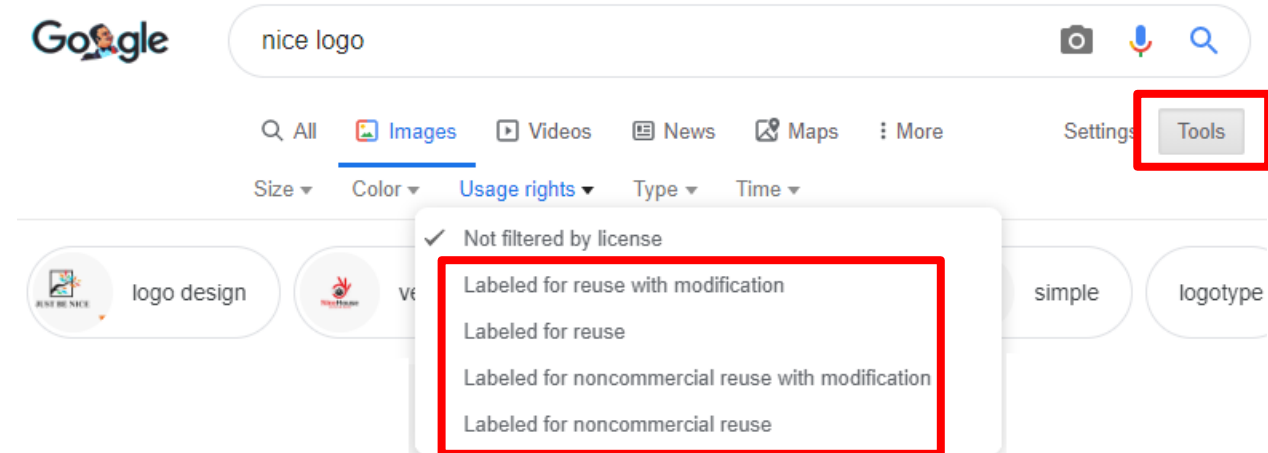 Google
nice logo
All Images Videos News Maps More Settings Tools
Size Color Usage rights Type Time
Not filtered by license
Labeled for reuse with modification
JUST BE NICE logo design ve simple logotype
Labeled for reuse
Labeled for noncommercial reuse with modification
Labeled for noncommercial reuse